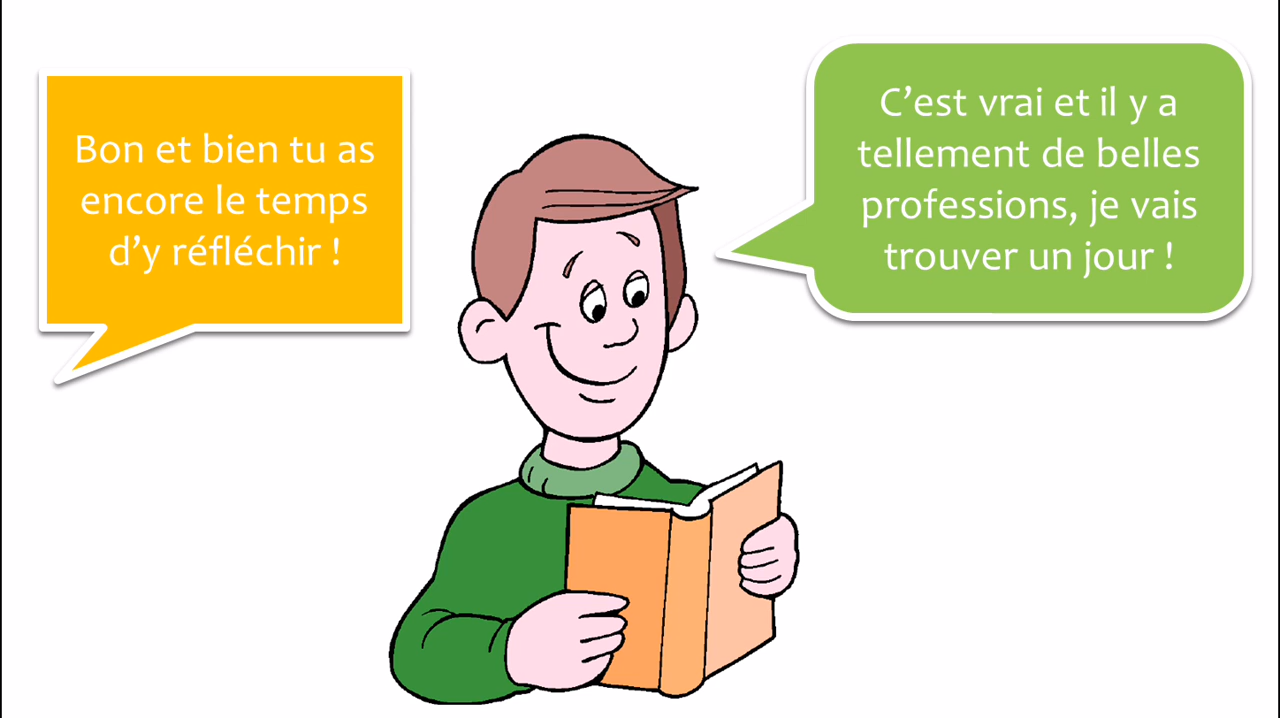 Bon et bien tu as
encore le temps
d’y réfléchir !
C’est vrai et il y a
tellement de belles
professions, je vais
trouver un jour !